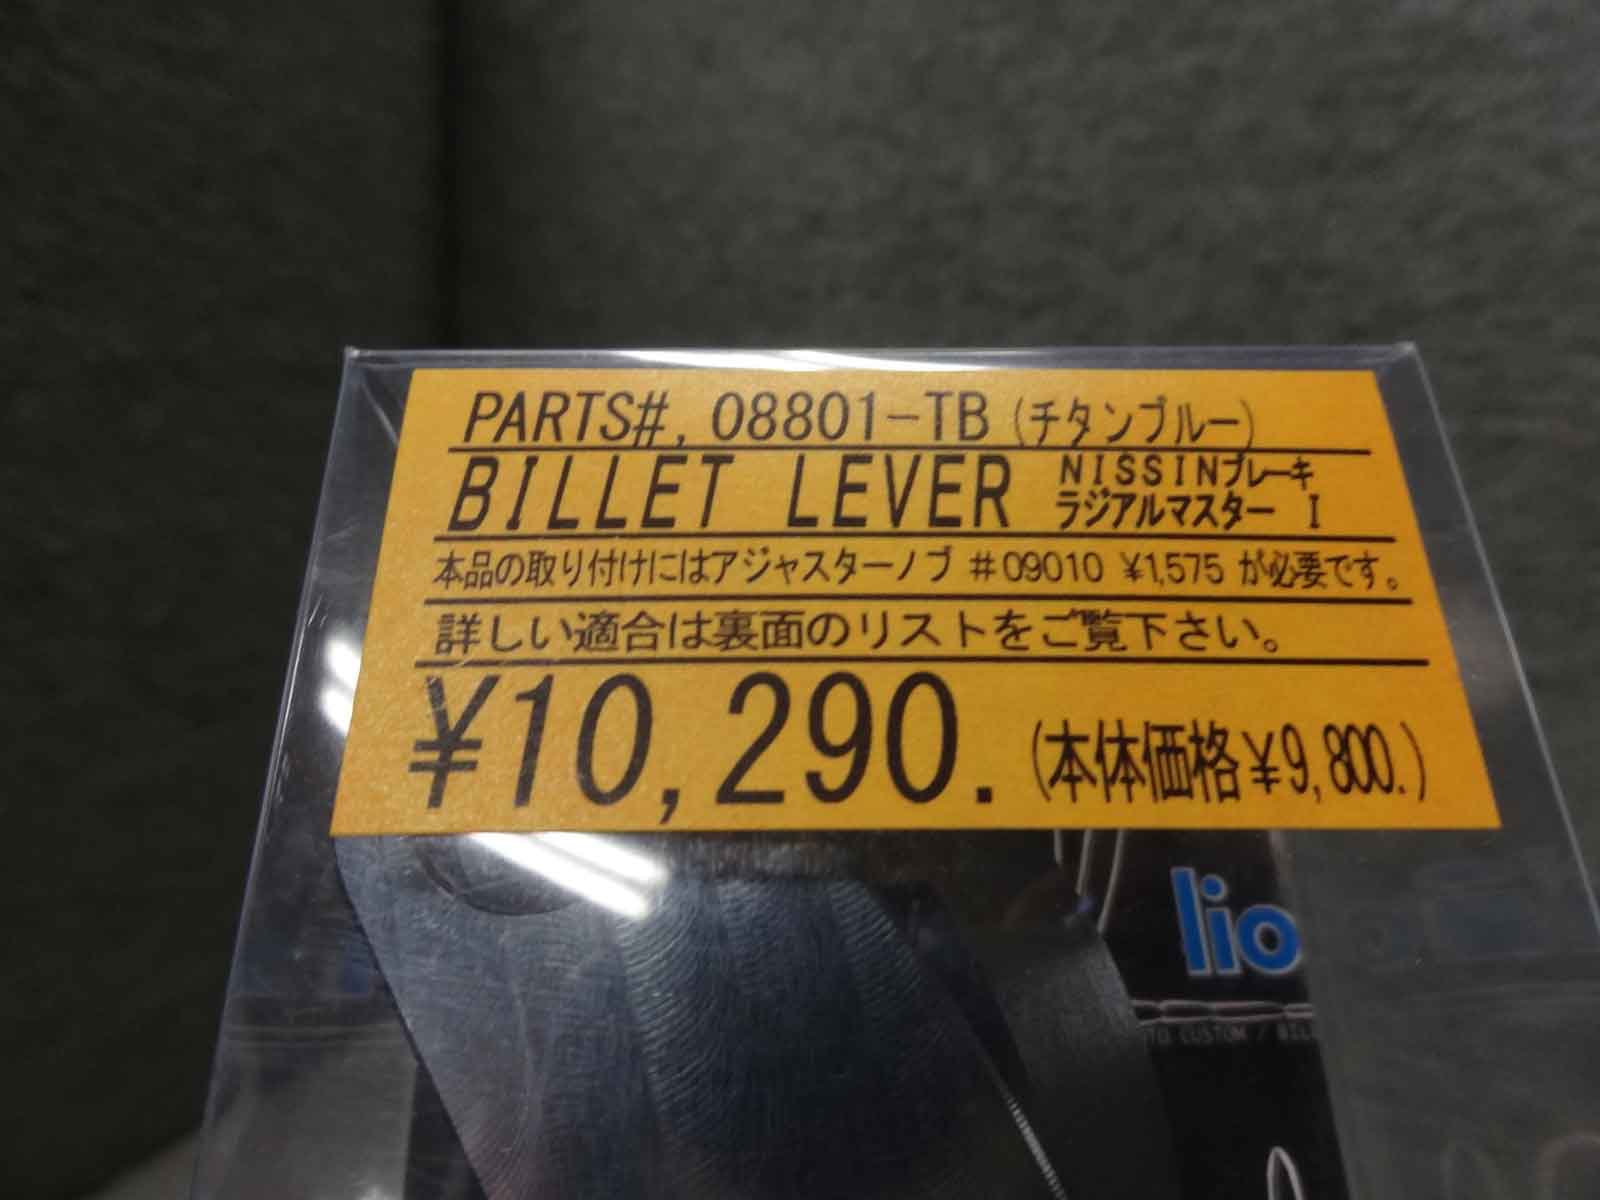 PARTS#, 08801-TB (チタンブルー)
BILLET LEVER NISSINブレーキ
ラジアルマスター I
本品の取り付けにはアジャスターノブ #09010 ¥1,575 が必要です。
詳しい適合は裏面のリストをご覧下さい。
¥10,290. (本体価格¥9,800.)
lio
TO CUSTOM / BILL